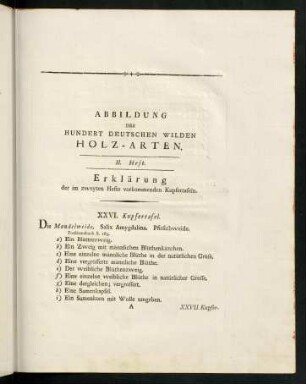 ABBILDUNG
DER
HUNDERT DEUTSCHEN WILDEN
HOLZ-ARTEN.
II. Heft.
Erklärung
der im zweyten Hefte vorkommenden Kupfertafeln.
XXVI. Kupfertafel.
Die Mandelweide, Salix Amygdalina. Pfirsichweide.
a) Ein Blätterzweig.
b) Ein Zweig mit männlichen Blüthenkätzchen.
c) Eine einzelne männliche Blüthe in der natürlichen Größe.
d) Eine vergrößerte männliche Blüthe.
e) Der weibliche Blüthenzweig.
f) Eine einzelne weibliche Blüthe in natürlicher Größe.
g) Eine dergleichen; vergrößert.
h) Eine Samenkapsel.
i) Ein Samenkorn mit Wolle umgeben.
A XXVII. Kupfer-